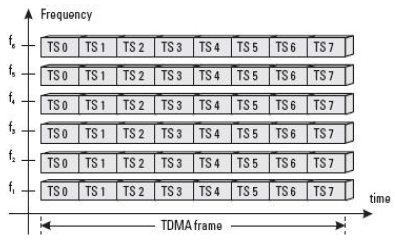 Frequency
f₆ TS 0 TS 1 TS 2 TS 3 TS 4 TS 5 TS 6 TS 7
f₅ TS 0 TS 1 TS 2 TS 3 TS 4 TS 5 TS 6 TS 7
f₄ TS 0 TS 1 TS 2 TS 3 TS 4 TS 5 TS 6 TS 7
f₃ TS 0 TS 1 TS 2 TS 3 TS 4 TS 5 TS 6 TS 7
f₂ TS 0 TS 1 TS 2 TS 3 TS 4 TS 5 TS 6 TS 7
f₁ TS 0 TS 1 TS 2 TS 3 TS 4 TS 5 TS 6 TS 7
time
TDMA frame